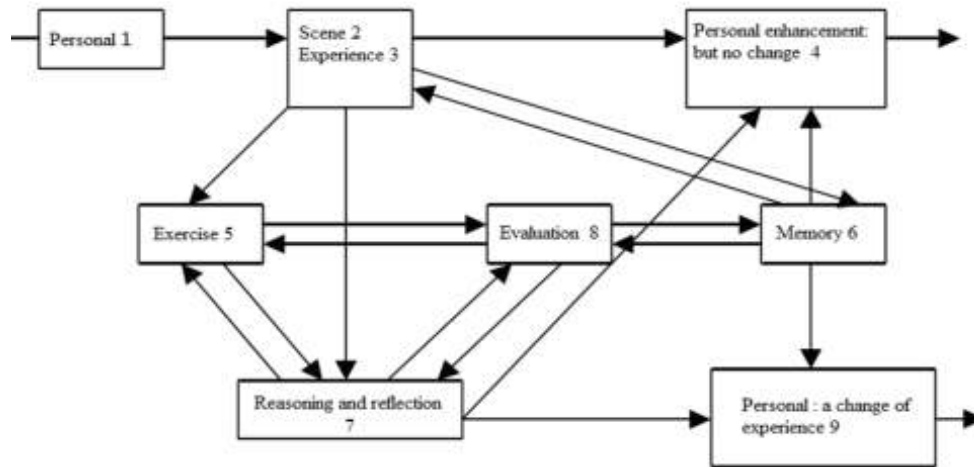 Personal 1
Scene 2
Experience 3
Personal enhancement:
but no change 4
Exercise 5
Evaluation 8
Memory 6
Reasoning and reflection
7
Personal : a change of
experience 9